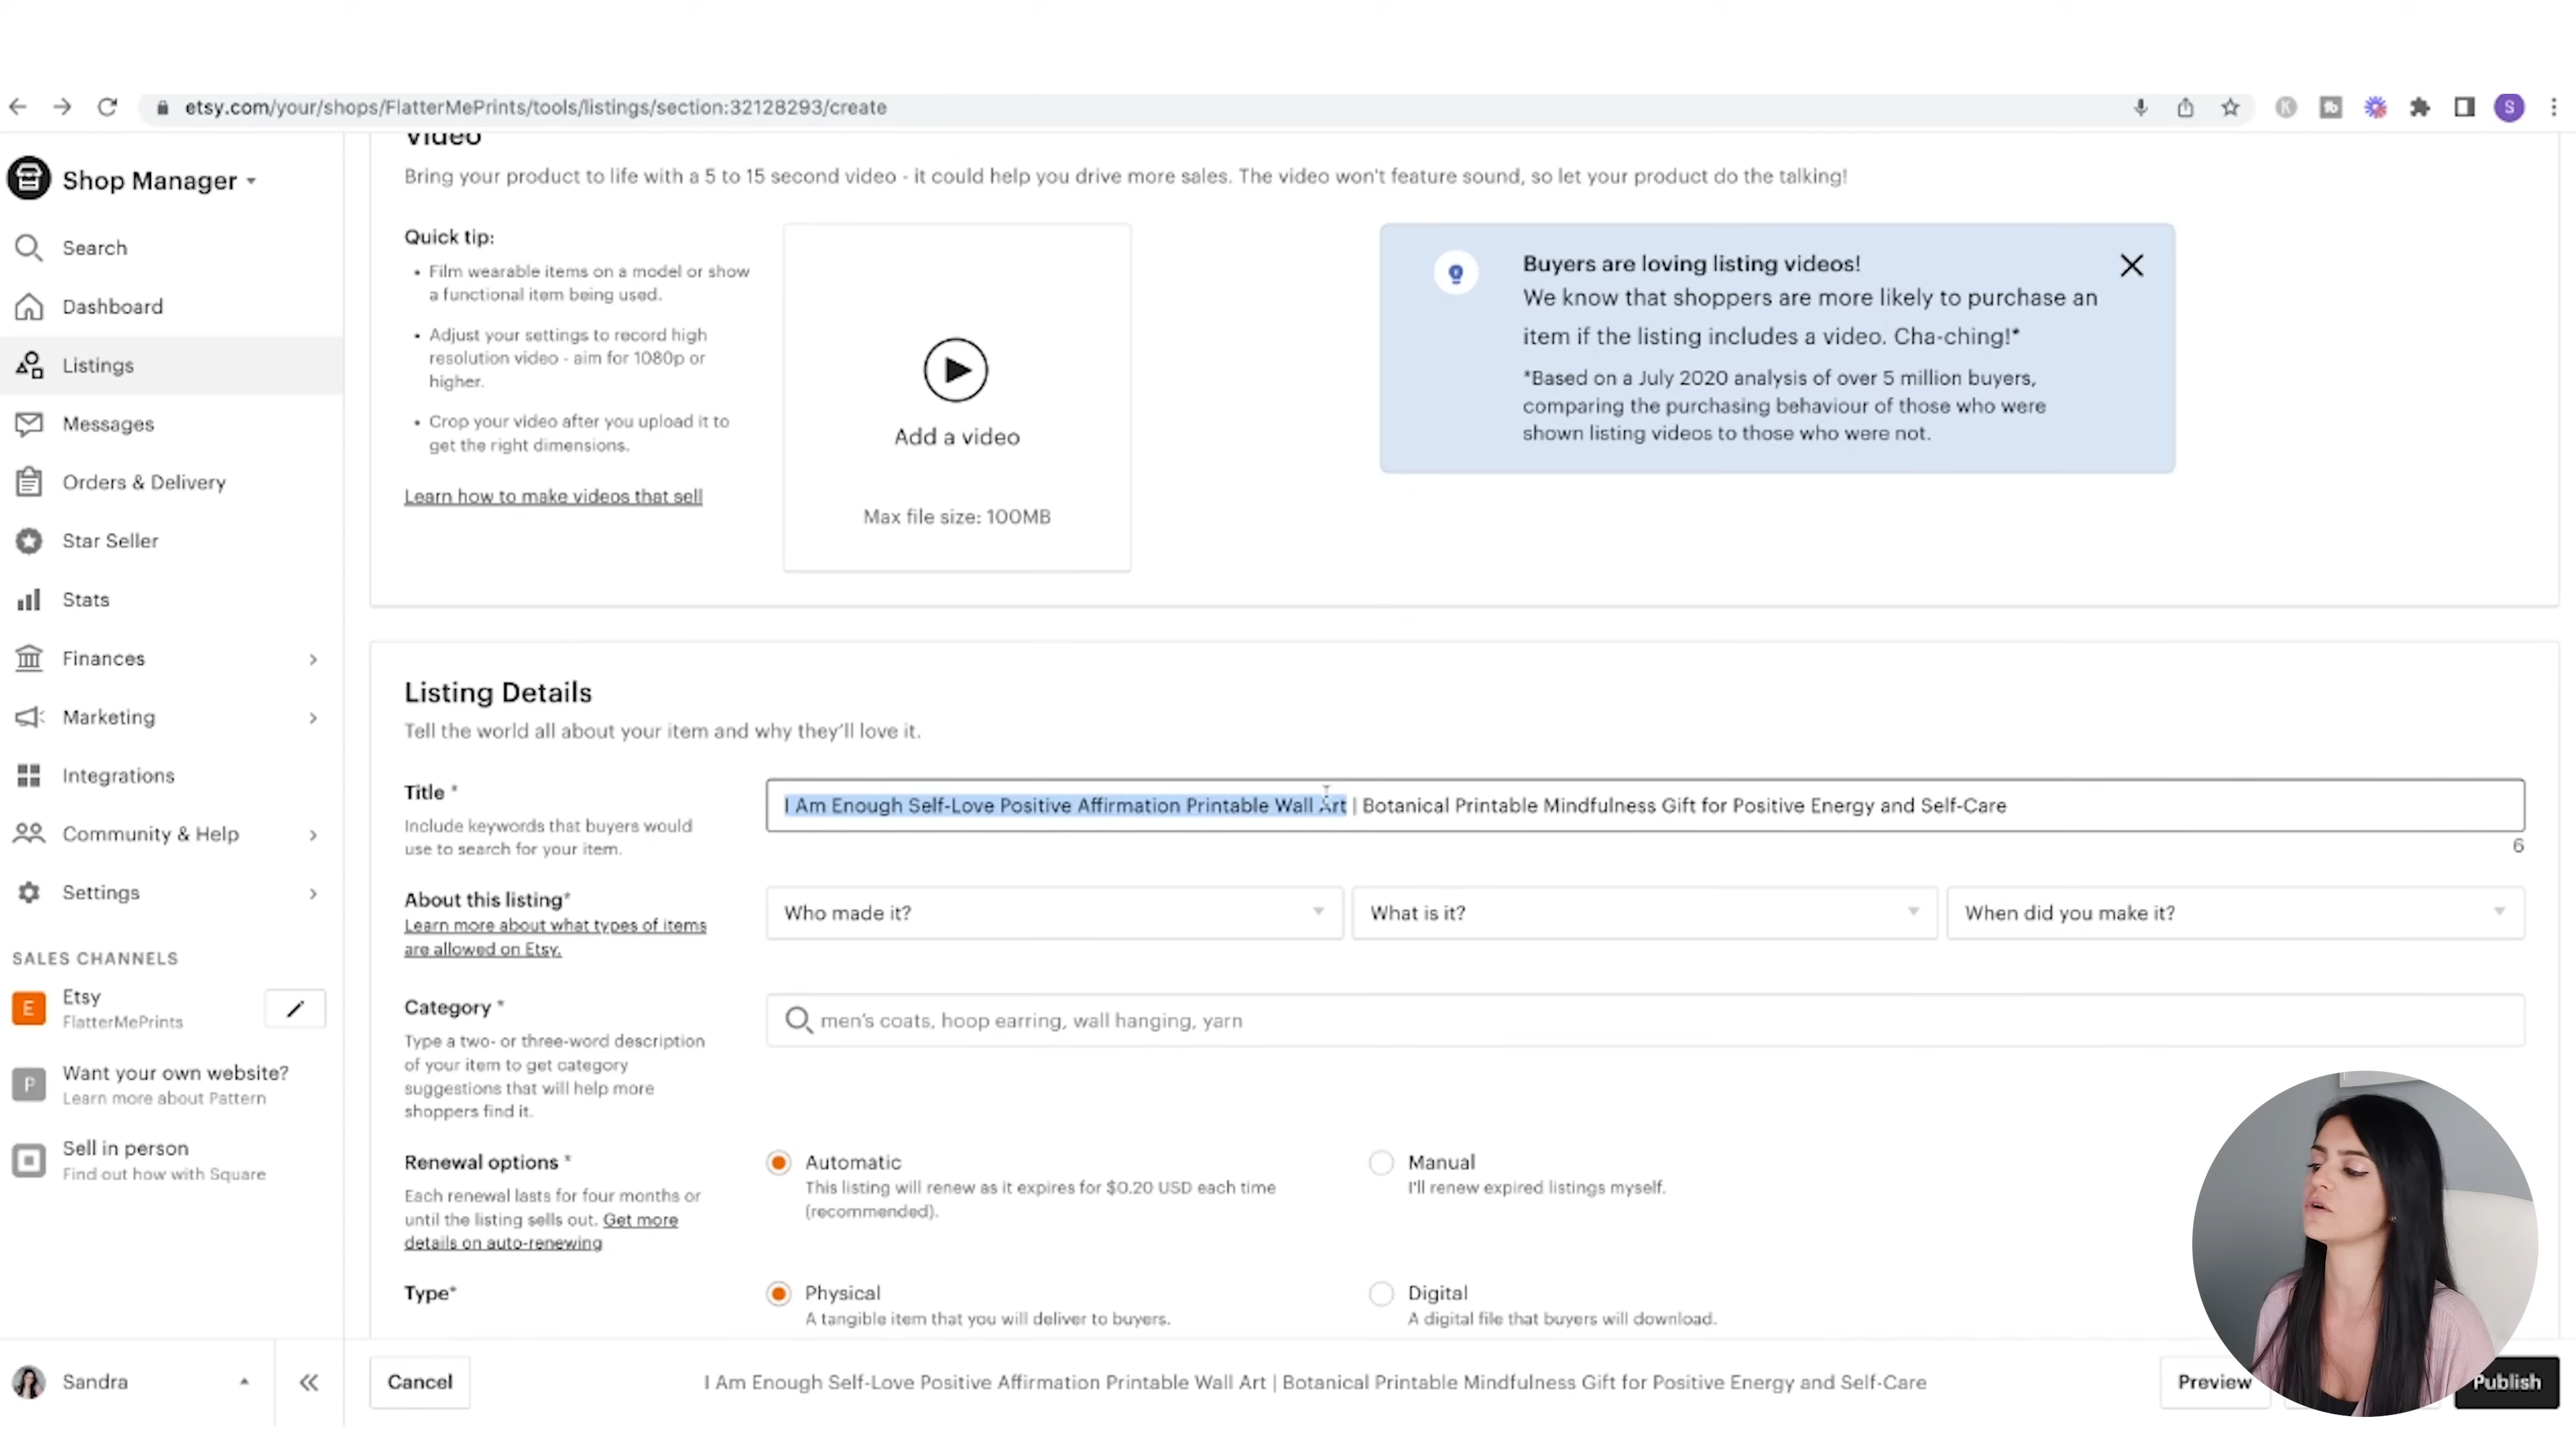 etsy.com/your/shops/FlatterMePrints/tools/listings/section:32128293/create
S
Shop Manager
Search
Dashboard
Listings
Messages
Orders & Delivery
Star Seller
Stats
Finances
Marketing
Integrations
Community & Help
Settings
SALES CHANNELS
E
Etsy
FlatterMePrints
P
Want your own website?
Learn more about Pattern
Sell in person
Find out how with Square
Sandra
Video
Bring your product to life with a 5 to 15 second video - it could help you drive more sales. The video won't feature sound, so let your product do the talking!
Quick tip:
• Film wearable items on a model or show
a functional item being used.
• Adjust your settings to record high
resolution video - aim for 1080p or
higher.
• Crop your video after you upload it to
get the right dimensions.
Learn how to make videos that sell
Add a video
Max file size: 100MB
Buyers are loving listing videos!
We know that shoppers are more likely to purchase an
item if the listing includes a video. Cha-ching!*
*Based on a July 2020 analysis of over 5 million buyers,
comparing the purchasing behaviour of those who were
shown listing videos to those who were not.
Listing Details
Tell the world all about your item and why they'll love it.
Title *
Include keywords that buyers would
use to search for your item.
I Am Enough Self-Love Positive Affirmation Printable Wall Art | Botanical Printable Mindfulness Gift for Positive Energy and Self-Care
6
About this listing*
Learn more about what types of items
are allowed on Etsy.
Who made it?
What is it?
When did you make it?
Category *
Type a two- or three-word description
of your item to get category
suggestions that will help more
shoppers find it.
men's coats, hoop earring, wall hanging, yarn
Renewal options *
Each renewal lasts for four months or
until the listing sells out. Get more
details on auto-renewing
Automatic
This listing will renew as it expires for $0.20 USD each time
(recommended).
Manual
I'll renew expired listings myself.
Type*
Physical
A tangible item that you will deliver to buyers.
Digital
A digital file that buyers will download.
Cancel
I Am Enough Self-Love Positive Affirmation Printable Wall Art | Botanical Printable Mindfulness Gift for Positive Energy and Self-Care
Preview
Publish